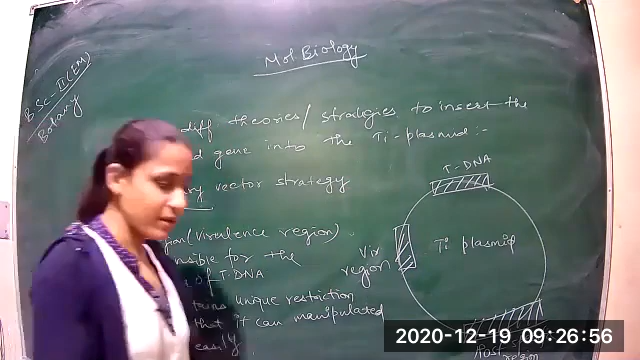 Mol Biology
B.Sc-II(EM)
Botany
diff theories/ strategies to insert the
gene into the Ti-plasmid :-
vector strategy
(Virulence region).
for the
of T-DNA
unique restriction
that it can manipulated
easily
T-DNA
Vir
region
Ti plasmid
region
2020-12-19 09:26:56